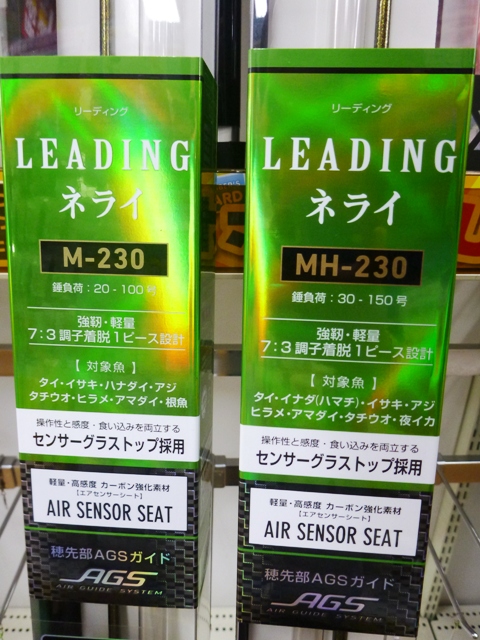 リーディング
LEADING
ネライ
M-230
錘負荷：20 - 100 号
強靭・軽量
7：3調子着脱1ピース設計
【 対象魚 】
タイ・イサキ・ハナダイ・アジ
タチウオ・ヒラメ・アマダイ・根魚
操作性と感度・食い込みを両立する
センサーグラストップ採用
軽量・高感度 カーボン強化素材
【エアセンサーシート】
AIR SENSOR SEAT
穂先部AGSガイド
AGS
AIR GUIDE SYSTEM
リーディング
LEADING
ネライ
MH-230
錘負荷：30 - 150 号
強靭・軽量
7：3調子着脱1ピース設計
【 対象魚 】
タイ・イナダ(ハマチ)・イサキ・アジ
ヒラメ・アマダイ・タチウオ・夜イカ
操作性と感度・食い込みを両立する
センサーグラストップ採用
軽量・高感度 カーボン強化素材
【エアセンサーシート】
AIR SENSOR SEAT
穂先部AGSガイド
AGS
AIR GUIDE SYSTEM